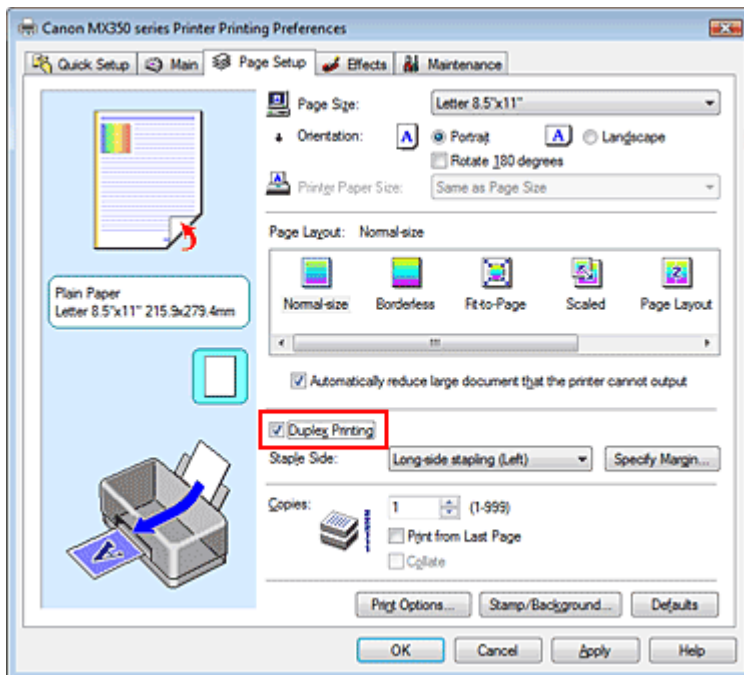 Canon MX350 series Printer Printing Preferences
Quick Setup Main Page Setup Effects Maintenance
Page Size: Letter 8.5"x11"
Orientation: A Portrait A Landscape
Rotate 180 degrees
Printer Paper Size: Same as Page Size
Page Layout: Normal-size
Normal-size Borderless Fit-to-Page Scaled Page Layout
Automatically reduce large document that the printer cannot output
Plain Paper
Letter 8.5"x11" 215.9x279.4mm
Duplex Printing
Staple Side: Long-side stapling (Left) Specify Margin...
Copies: 1 (1-999)
Print from Last Page
Collate
Print Options... Stamp/Background... Defaults
OK Cancel Apply Help